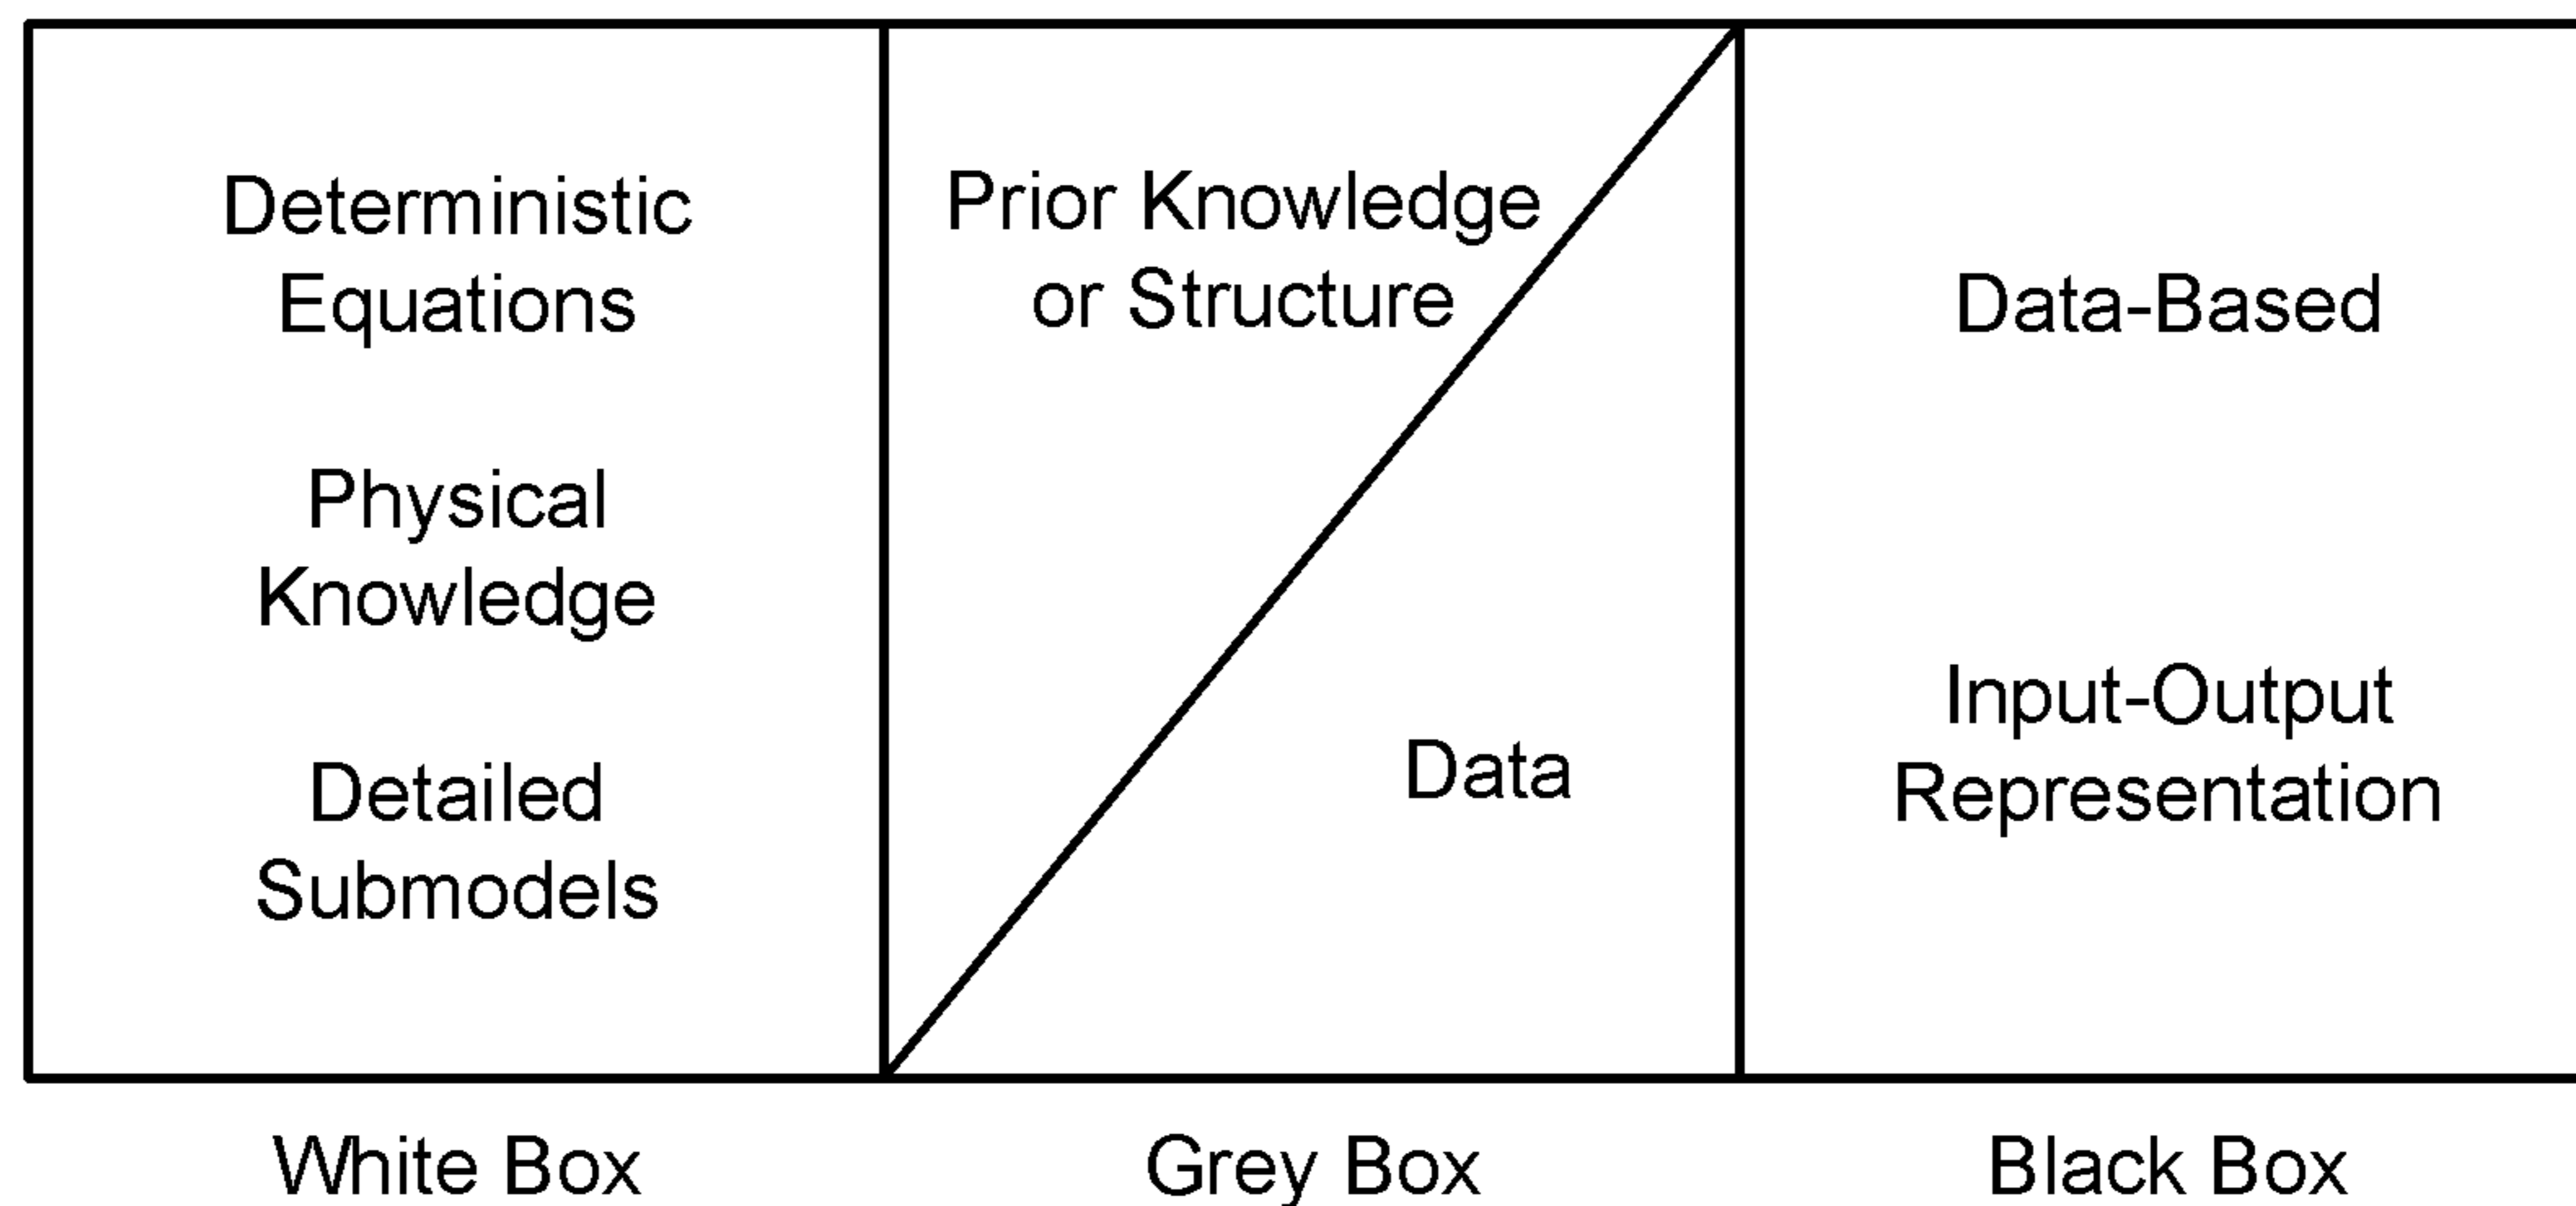 Deterministic
Equations
Physical
Knowledge
Detailed
Submodels
Prior Knowledge
or Structure
Data
Data-Based
Input-Output
Representation
White Box
Grey Box
Black Box